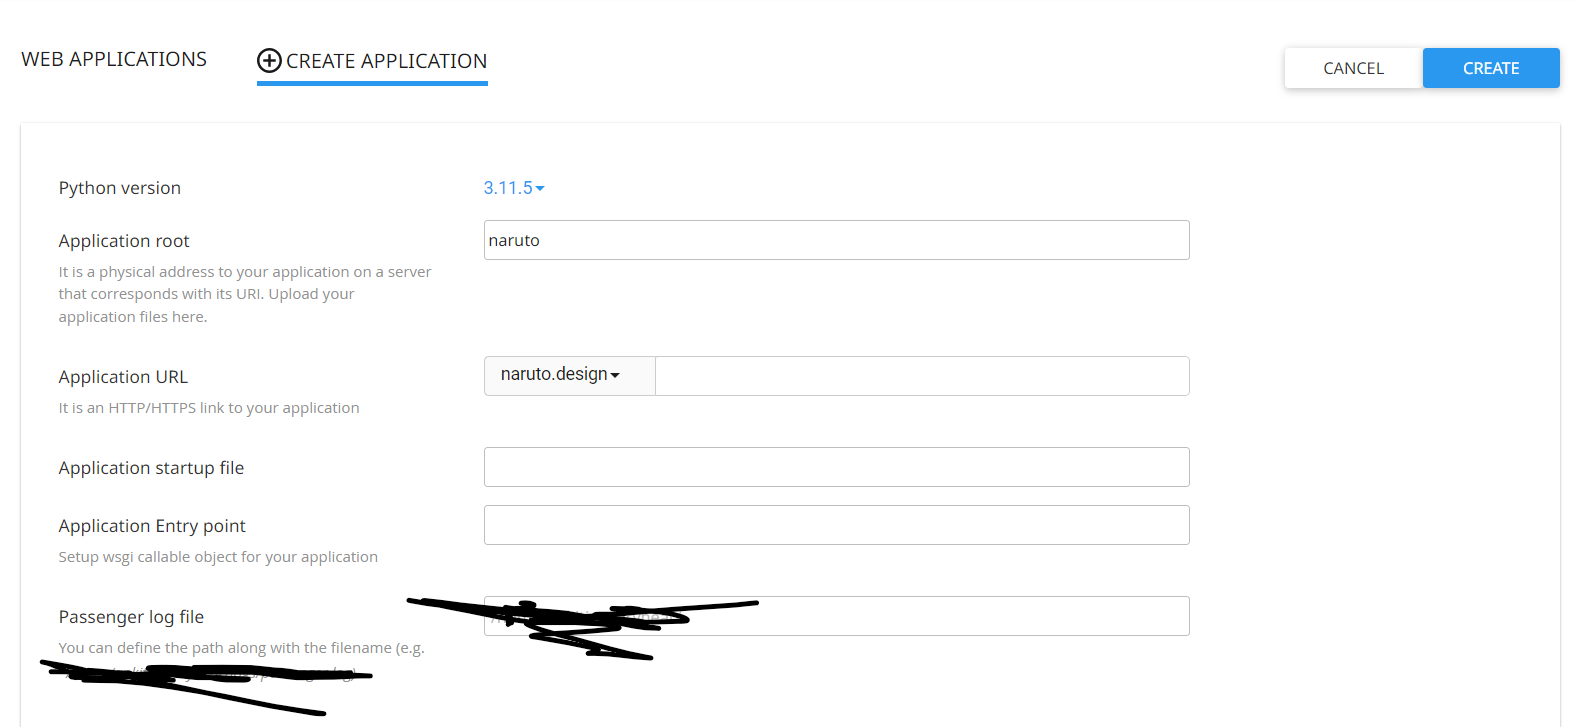 WEB APPLICATIONS
CREATE APPLICATION
CANCEL
CREATE
Python version
3.11.5
Application root
naruto
It is a physical address to your application on a server
that corresponds with its URI. Upload your
application files here.
Application URL
naruto.design
It is an HTTP/HTTPS link to your application
Application startup file
Application Entry point
Setup wsgi callable object for your application
Passenger log file
You can define the path along with the filename (e.g.